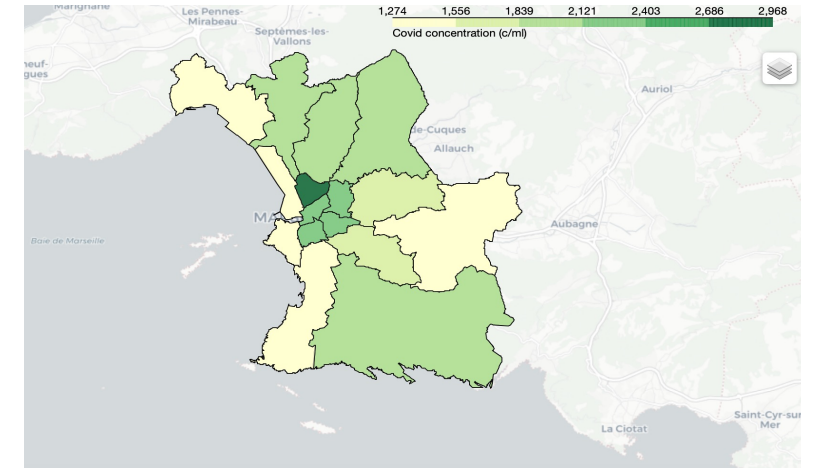 Marignane
Les Pennes-
Mirabeau
Septèmes-les-
Vallons
1,274 1,556 1,839 2,121 2,403 2,686 2,968
Covid concentration (c/ml)
neuf-
gues
Auriol
de-Cuques
Allauch
MA
Aubagne
Baie de Marseille
La Ciotat
Saint-Cyr-sur
Mer